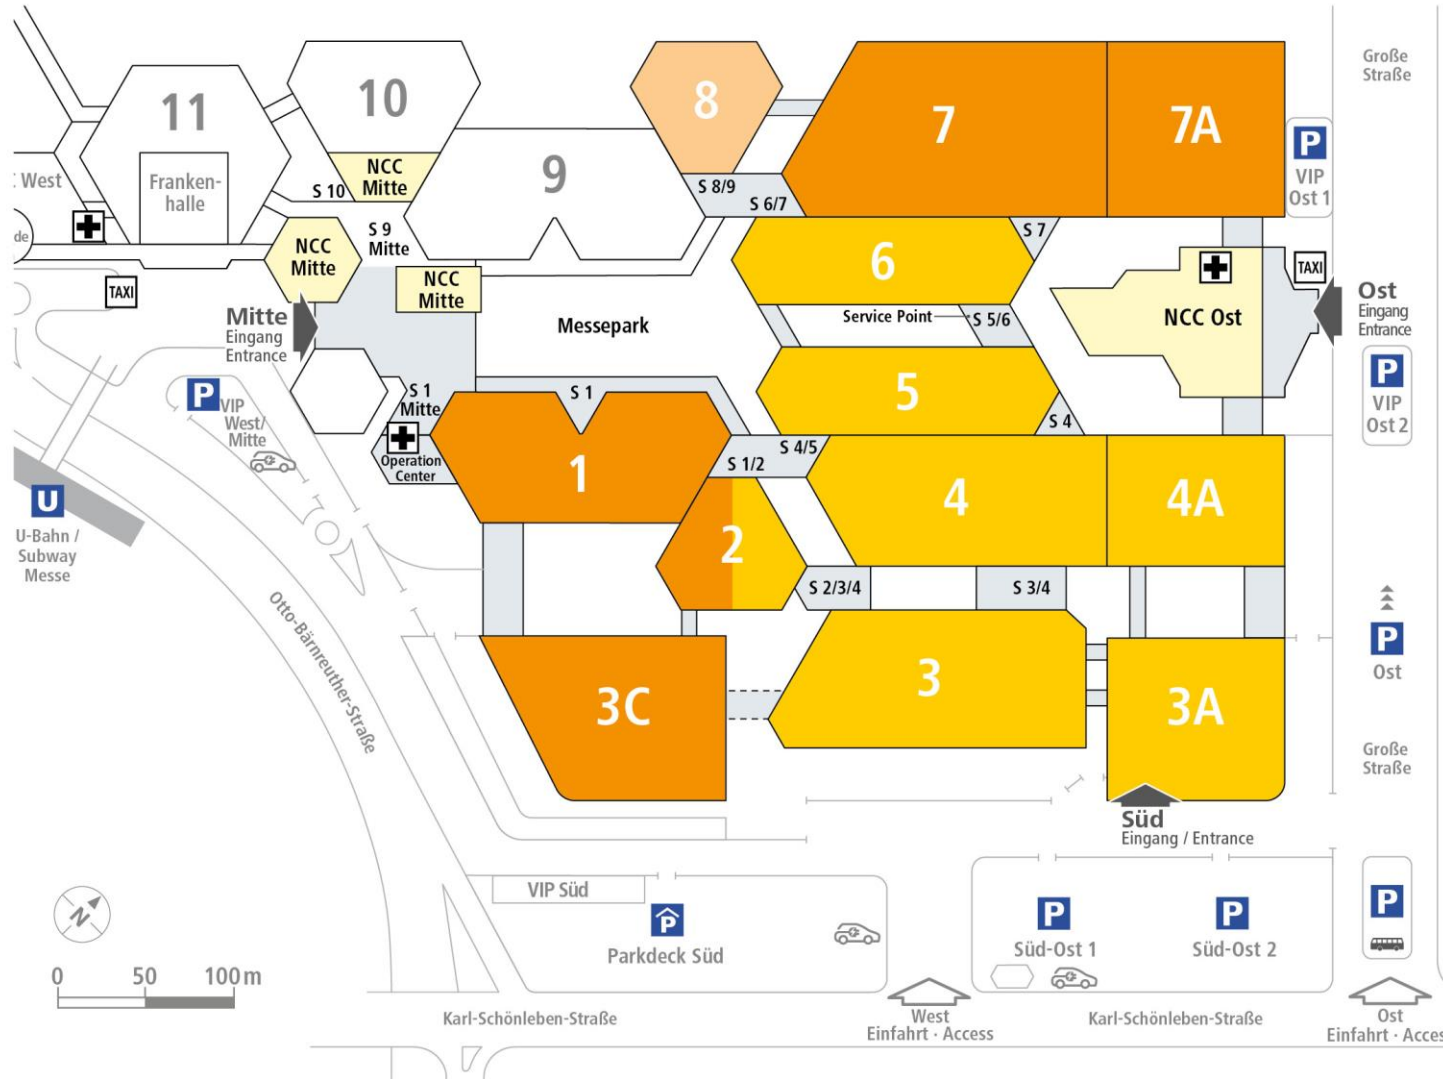 11
10
8
7
7A
Große
Straße
P
VIP
Ost 1
West
Franken-
halle
NCC
Mitte
S 10
9
S 8/9
S 6/7
de
NCC
Mitte
S 9
Mitte
NCC
Mitte
6
S 7
TAXI
TAXI
Mitte
Eingang
Entrance
Messepark
Service Point
S 5/6
NCC Ost
Ost
Eingang
Entrance
P
VIP
Ost 2
P
VIP
West/
Mitte
S 1
Mitte
S 1
5
S 4
Operation
Center
1
S 4/5
S 1/2
4
4A
U
U-Bahn /
Subway
Messe
2
S 2/3/4
S 3/4
Otto-Bärnreuther-Straße
3C
3
3A
P
Ost
Große
Straße
Süd
Eingang / Entrance
VIP Süd
P
Parkdeck Süd
P
Süd-Ost 1
P
Süd-Ost 2
P
N
0 50 100 m
Karl-Schönleben-Straße
West
Einfahrt · Access
Karl-Schönleben-Straße
Ost
Einfahrt · Acces